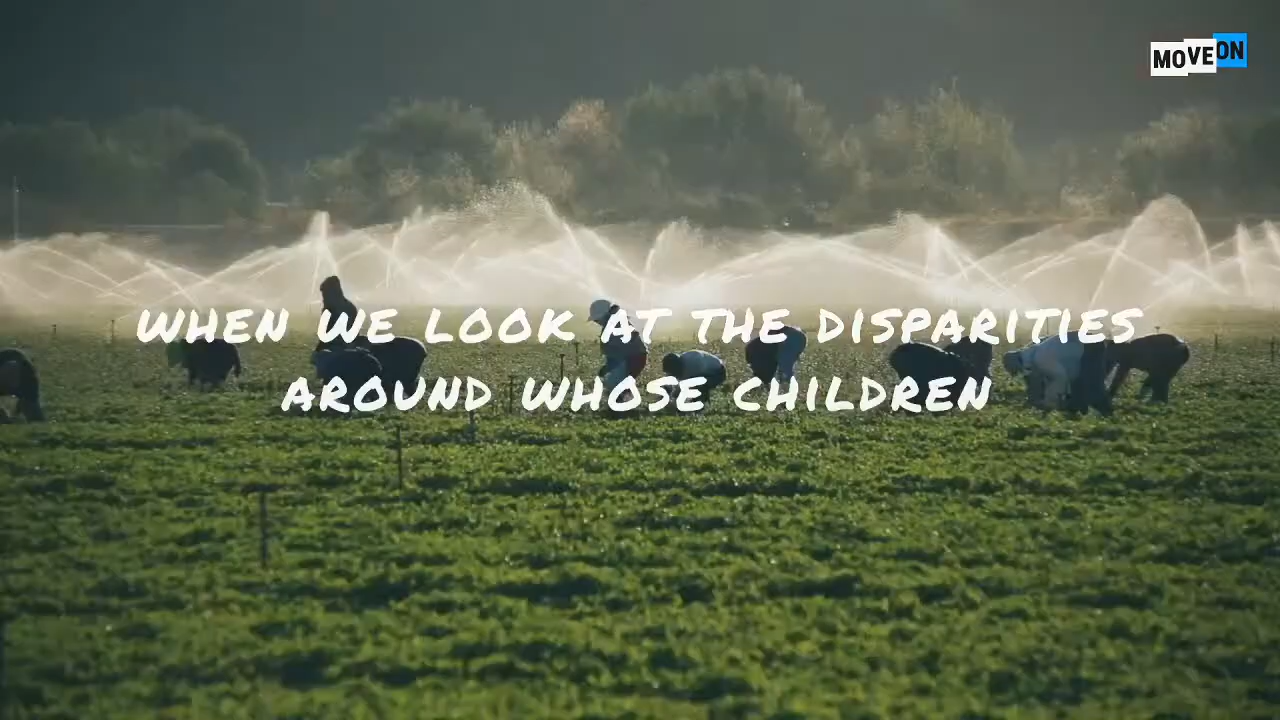 MOVEON
WHEN WE LOOK AT THE DISPARITIES
AROUND WHOSE CHILDREN